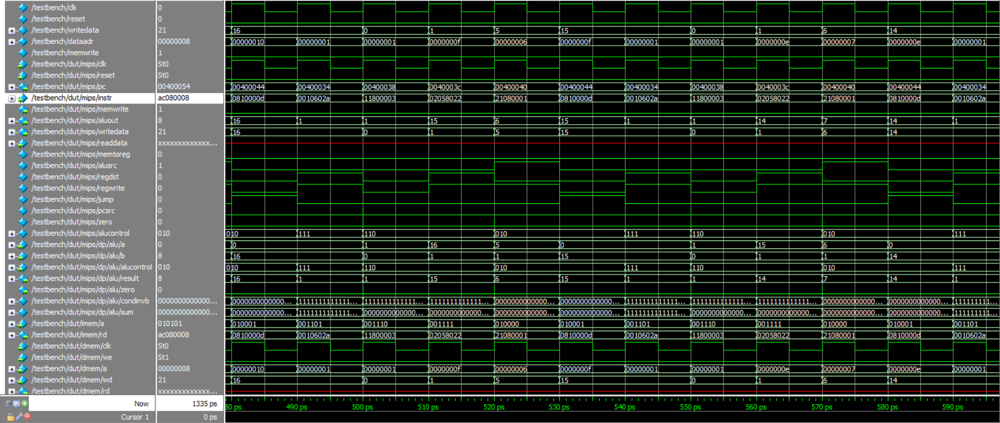 /testbench/clk 0
/testbench/reset 0
/testbench/writedata 21 16 0 1 5 15 0 1 6 14
/testbench/dataadr 00000008 00000010 00000001 00000001 0000000f 00000006 0000000f 00000001 00000001 0000000e 00000007 0000000e 00000001
/testbench/memwrite 1
/testbench/dut/mips/clk St0
/testbench/dut/mips/reset St0
/testbench/dut/mips/pc 00400054 00400044 00400034 00400038 0040003c 00400040 00400044 00400034 00400038 0040003c 00400040 00400044 00400034
/testbench/dut/mips/instr ac080008 0810000d 0010602a 11800003 02058022 21080001 0810000d 0010602a 11800003 02058022 21080001 0810000d 0010602a
/testbench/dut/mips/memwrite 1
/testbench/dut/mips/aluout 8 16 1 1 15 6 15 1 1 14 7 14 1
/testbench/dut/mips/writedata 21 16 0 1 5 15 0 1 6 14
/testbench/dut/mips/readdata xxxxxxxxxxxxx...
/testbench/dut/mips/memtoreg 0
/testbench/dut/mips/alusrc 1
/testbench/dut/mips/regdst 0
/testbench/dut/mips/regwrite 0
/testbench/dut/mips/jump 0
/testbench/dut/mips/pcsrc 0
/testbench/dut/mips/zero 0
/testbench/dut/mips/alucontrol 010 010 111 110 010 111 110 010 111
/testbench/dut/mips/dp/alu/a 0 0 1 16 5 0 1 15 6 0
/testbench/dut/mips/dp/alu/b 8 16 0 1 1 15 0 1 1 14
/testbench/dut/mips/dp/alu/alucontrol 010 010 111 110 010 111 110 010 111
/testbench/dut/mips/dp/alu/result 8 16 1 1 15 6 15 1 1 14 7 14 1
/testbench/dut/mips/dp/alu/zero 0
/testbench/dut/mips/dp/alu/condinvb 0000000000000... 0000000000000... 1111111111111... 1111111111111... 1111111111111... 0000000000000... 0000000000000... 1111111111111... 1111111111111... 1111111111111... 0000000000000... 0000000000000... 111111111...
/testbench/dut/mips/dp/alu/sum 0000000000000... 0000000000000... 1111111111111... 0000000000000... 0000000000000... 0000000000000... 0000000000000... 1111111111111... 0000000000000... 0000000000000... 0000000000000... 0000000000000... 111111111...
/testbench/dut/imem/a 010101 010001 001101 001110 001111 010000 010001 001101 001110 001111 010000 010001 001101
/testbench/dut/imem/rd ac080008 0810000d 0010602a 11800003 02058022 21080001 0810000d 0010602a 11800003 02058022 21080001 0810000d 0010602a
/testbench/dut/dmem/clk St0
/testbench/dut/dmem/we St1
/testbench/dut/dmem/a 00000008 00000010 00000001 00000001 0000000f 00000006 0000000f 00000001 00000001 0000000e 00000007 0000000e 00000001
/testbench/dut/dmem/wd 21 16 0 1 5 15 0 1 6 14
/testbench/dut/dmem/rd xxxxxxxxxxxxx...
Now 1335 ps 80 ps 490 ps 500 ps 510 ps 520 ps 530 ps 540 ps 550 ps 560 ps 570 ps 580 ps 590 ps
Cursor 1 0 ps